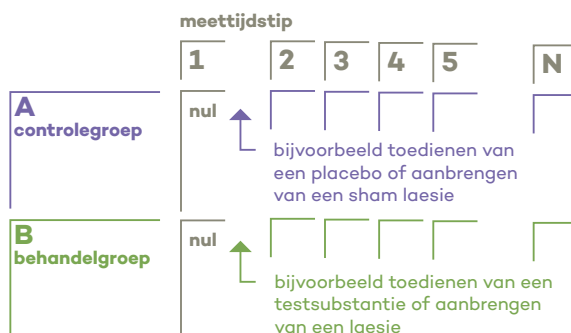 meettijdstip
1 2 3 4 5 N
A
controlegroep
nul
bijvoorbeeld toedienen van
een placebo of aanbrengen
van een sham laesie
B
behandelgroep
nul
bijvoorbeeld toedienen van een
testsubstantie of aanbrengen
van een laesie